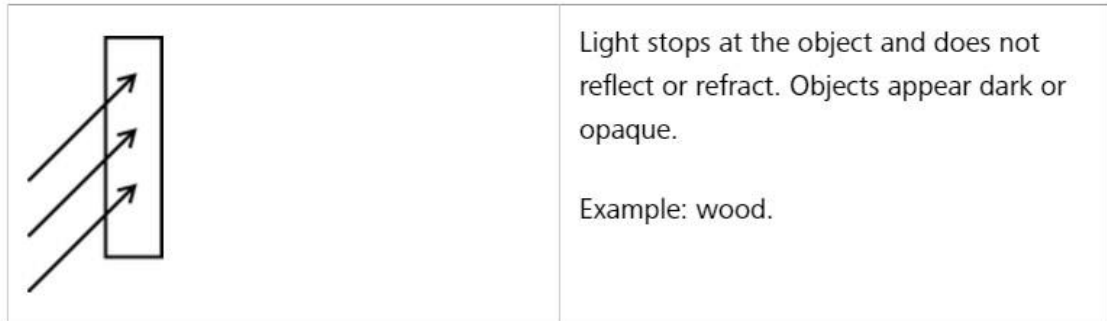 Light stops at the object and does not
reflect or refract. Objects appear dark or
opaque.
Example: wood.